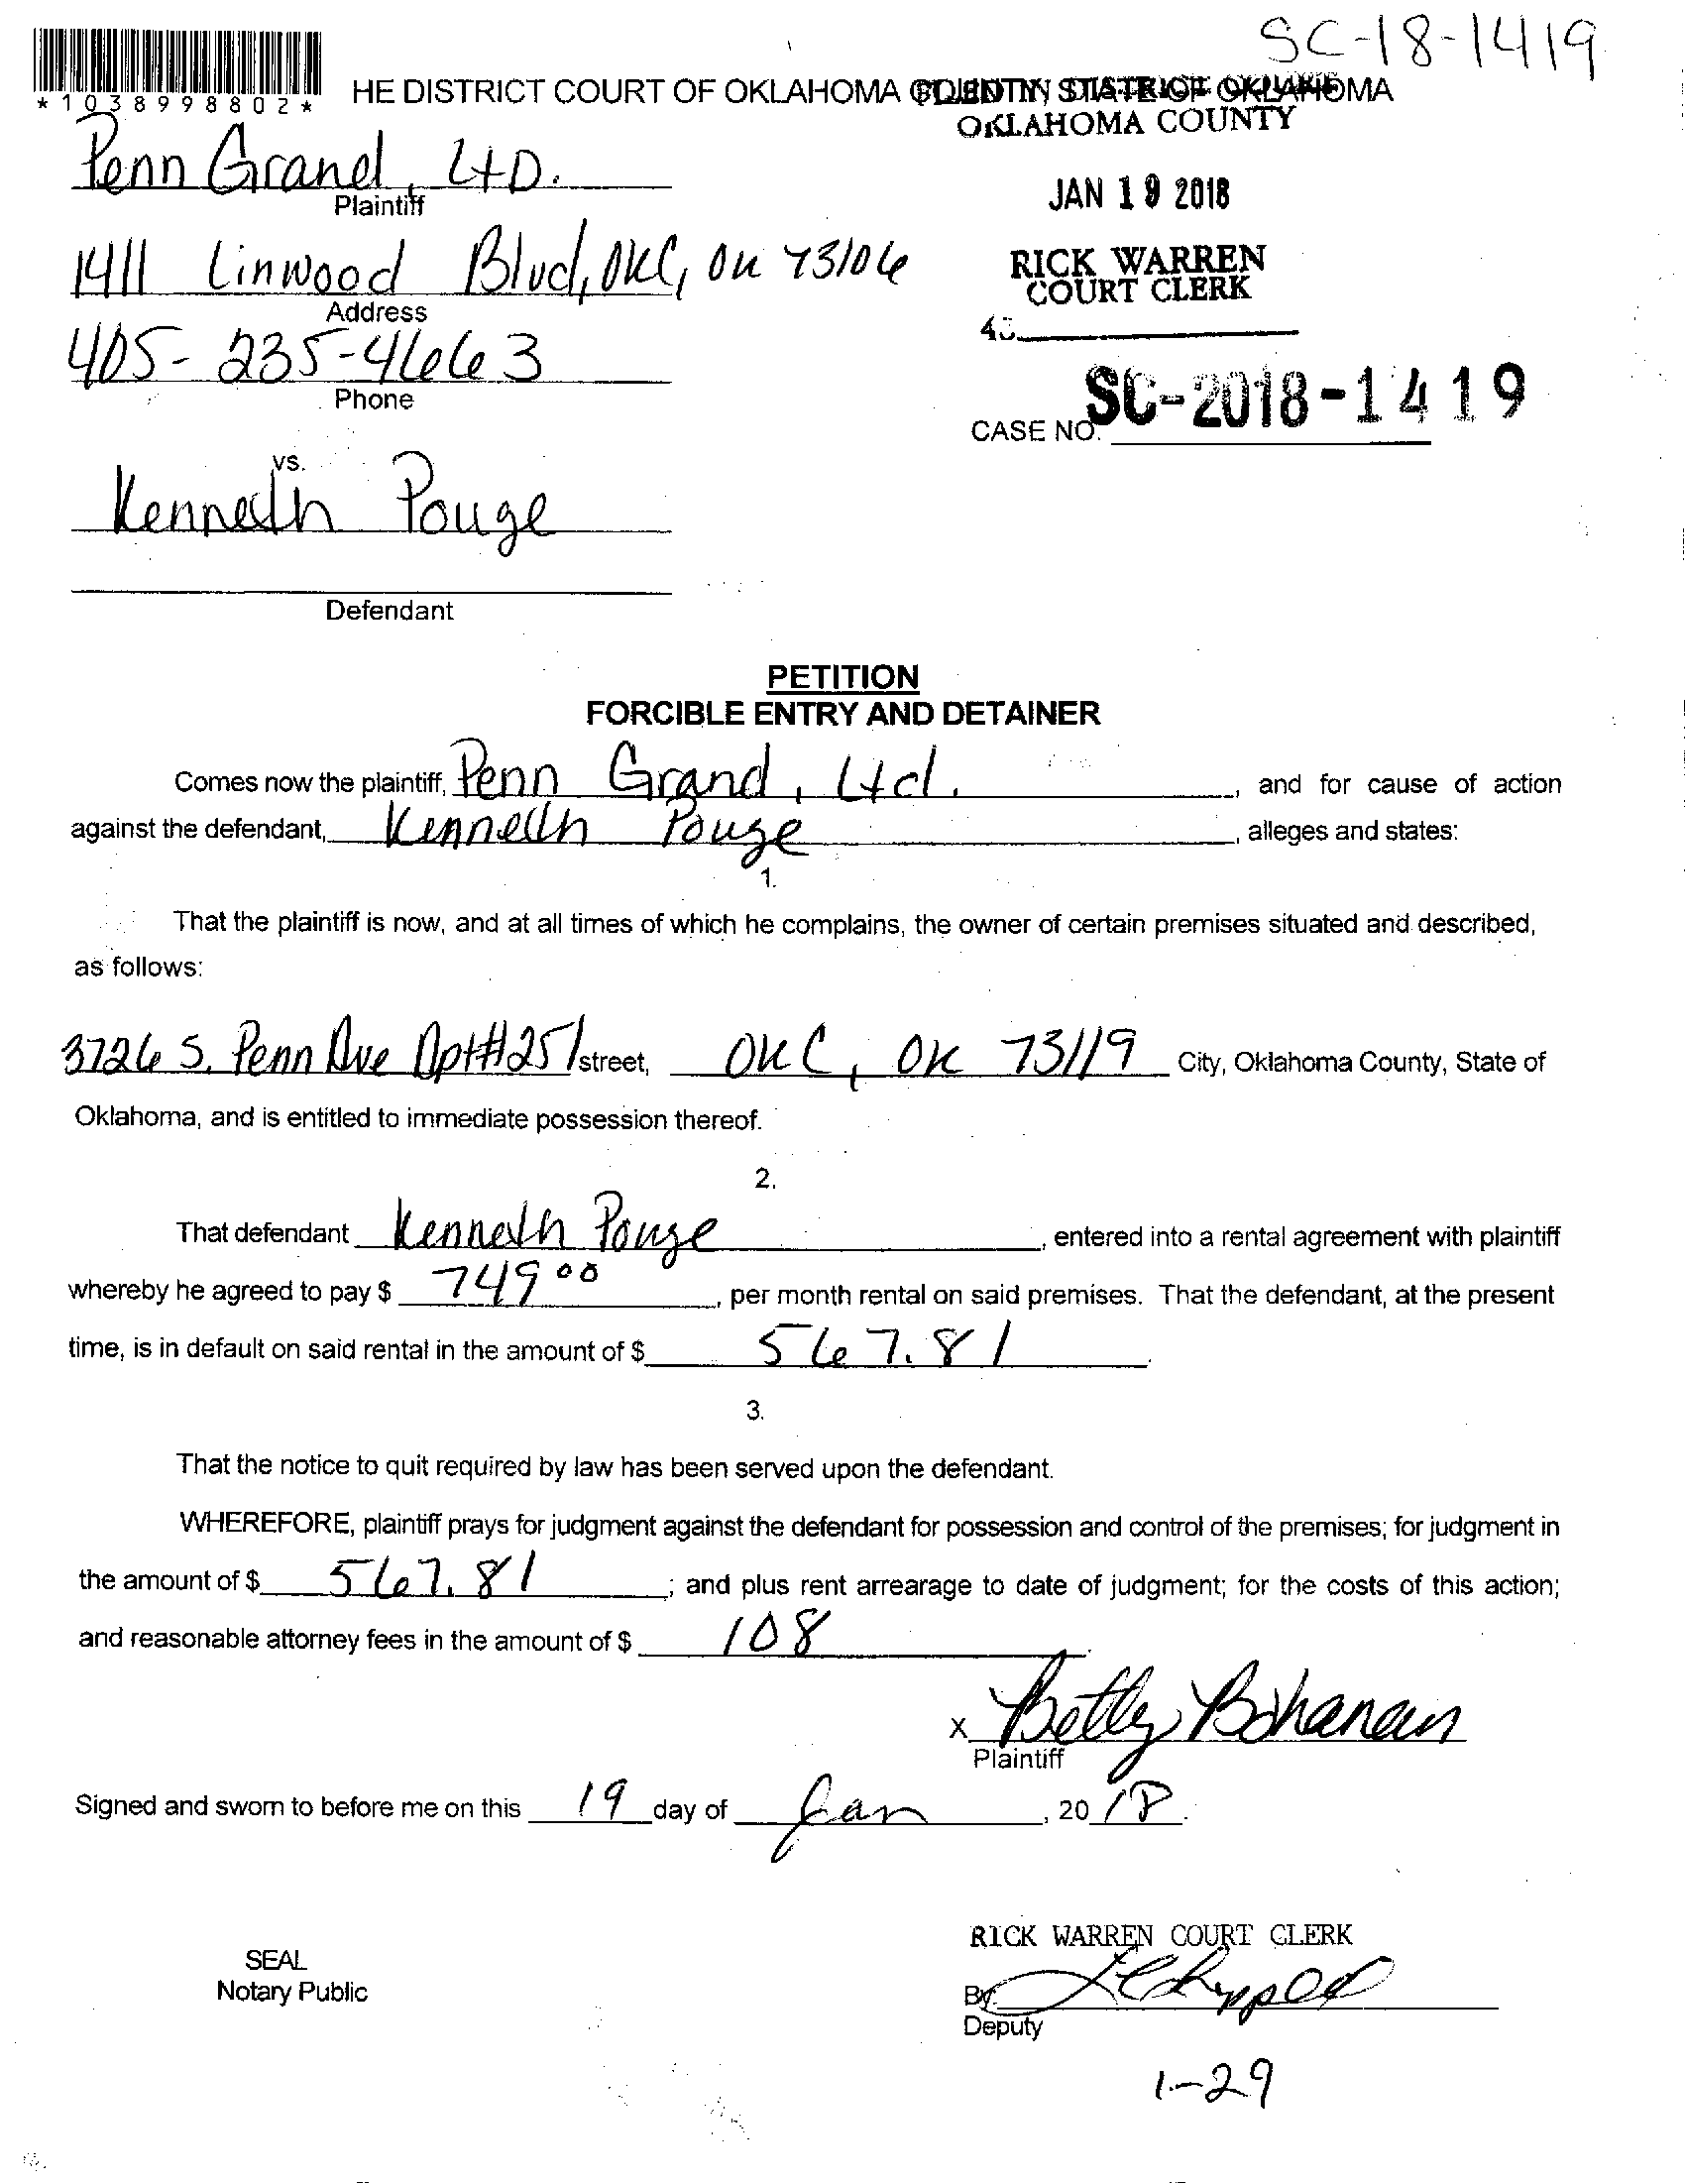 SC-18-1419
*1038998802*
HE DISTRICT COURT OF OKLAHOMA COUNTY, STATE OF OKLAHOMA
FILED IN DISTRICT COURT
OKLAHOMA COUNTY
Penn Grand, LtD.
Plaintiff
JAN 19 2018
1411 Linwood Blvd, OKC, OK 73106
Address
RICK WARREN
COURT CLERK
405-235-4663
Phone
CASE NO. SC-2018-1419
vs.
Kenneth Pouge
Defendant
PETITION
FORCIBLE ENTRY AND DETAINER
Comes now the plaintiff, Penn Grand, Ltd. , and for cause of action
against the defendant, Kenneth Pouge , alleges and states:
1.
That the plaintiff is now, and at all times of which he complains, the owner of certain premises situated and described,
as follows:
3726 S. Penn Ave Apt#251 street, OKC, OK 73119 City, Oklahoma County, State of
Oklahoma, and is entitled to immediate possession thereof.
2.
That defendant Kenneth Pouge , entered into a rental agreement with plaintiff
whereby he agreed to pay $ 749 00 , per month rental on said premises. That the defendant, at the present
time, is in default on said rental in the amount of $ 567.81 .
3.
That the notice to quit required by law has been served upon the defendant.
WHEREFORE, plaintiff prays for judgment against the defendant for possession and control of the premises; for judgment in
the amount of $ 567.81 ; and plus rent arrearage to date of judgment; for the costs of this action;
and reasonable attorney fees in the amount of $ 108 .
x Betty Bohanan
Plaintiff
Signed and sworn to before me on this 19 day of Jan , 20 18 .
RICK WARREN COURT CLERK
SEAL
Notary Public
By:
Deputy
1-29